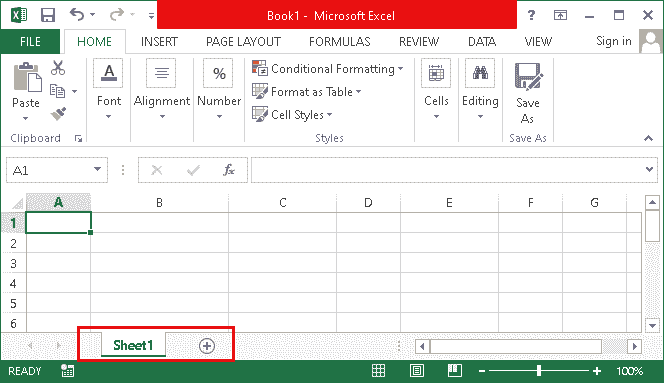 Book1 - Microsoft Excel
FILE HOME INSERT PAGE LAYOUT FORMULAS REVIEW DATA VIEW Sign in
Paste
Clipboard
Font
Alignment
%
Number
Conditional Formatting
Format as Table
Cell Styles
Styles
Cells
Editing
Save
As
Save As
A1 fx
A B C D E F G
1
2
3
4
5
6
Sheet1
READY 100%